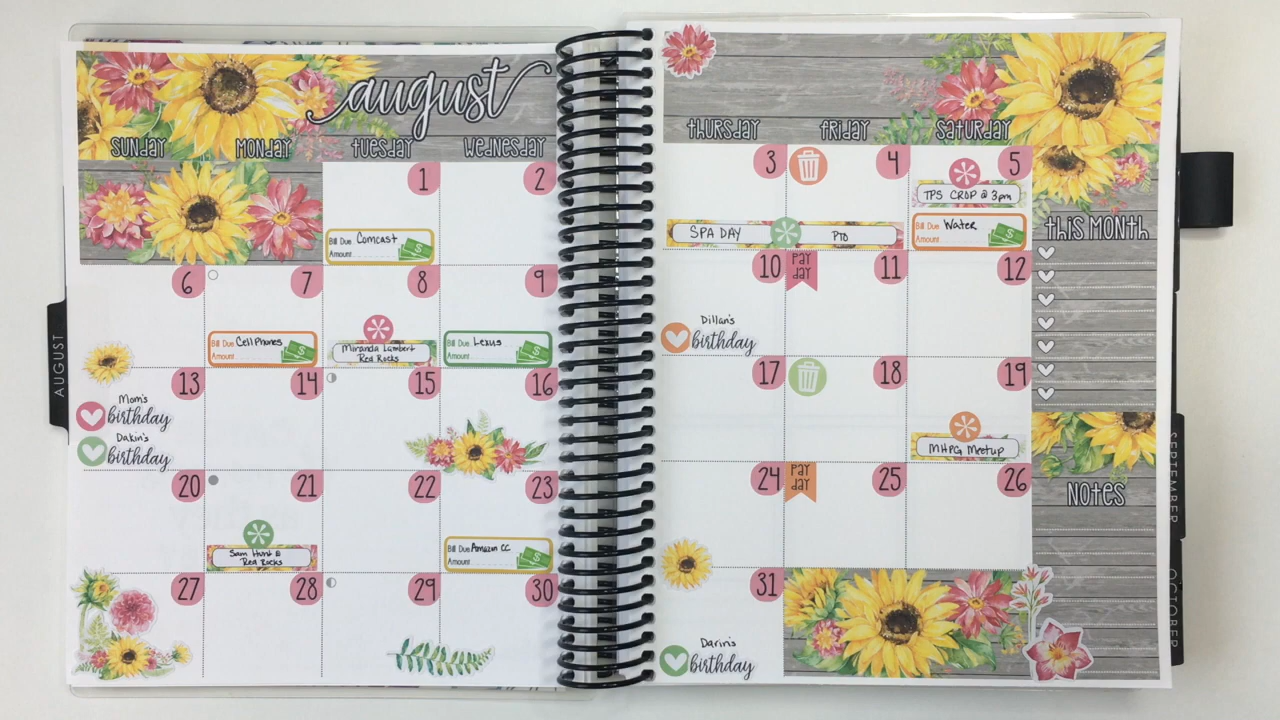 august
sunday monday tuesday wednesday
thursday friday saturday
1 2
3 4 5
TPS CROP @ 3pm
Bill Due Comcast
Amount
SPA DAY PTO
Bill Due Water
Amount
this month
6 7 8 9
10 pay day 11 12
Bill Due Cell Phones
Amount
Miranda Lambert
Red Rocks
Bill Due Lexus
Amount
Dillan's
birthday
13 14 15 16
17 18 19
Mom's
birthday
Dakin's
birthday
MHPG Meetup
20 21 22 23
24 pay day 25 26
notes
Sam Hunt @
Red Rocks
Bill Due Amazon CC
Amount
27 28 29 30
31
Darin's
birthday
AUGUST
SEPTEMBER
OCTOBER